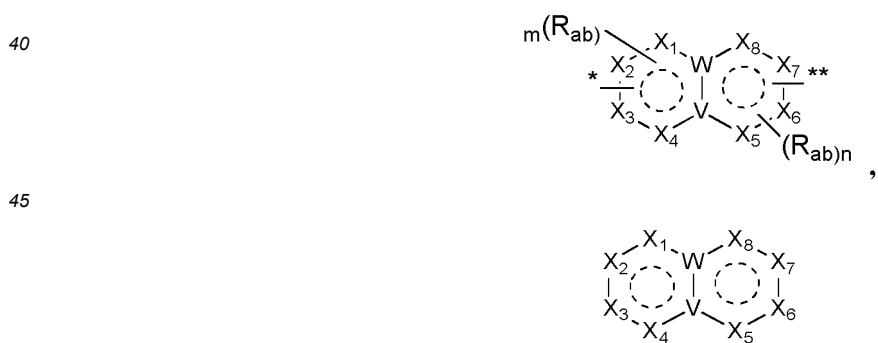 40
m(Rab) X1 X8
W
* X2 X7 **
X3 V X6
X4 X5
(Rab)n
,
45
X1 X8
X2 W X7
X3 V X6
X4 X5